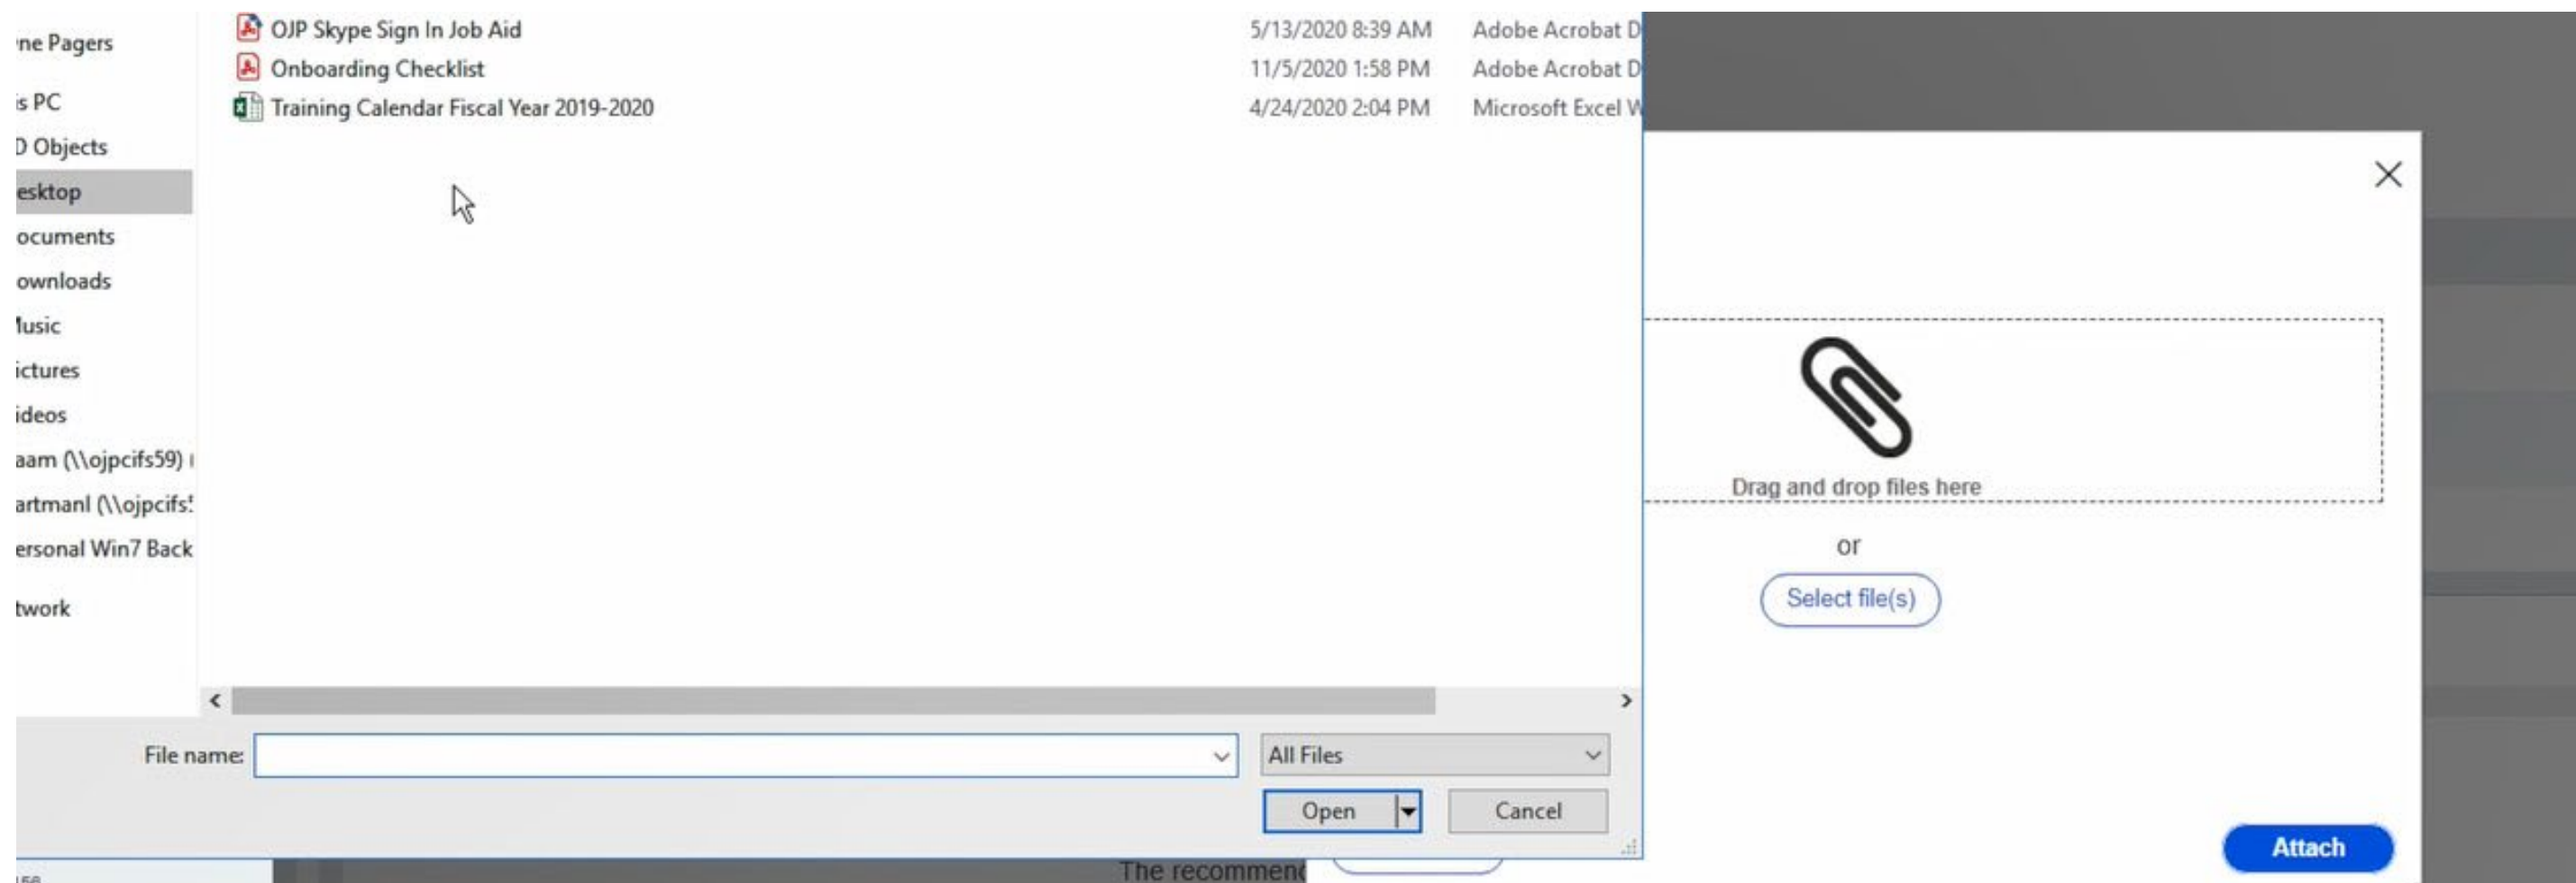 ne Pagers
is PC
D Objects
esktop
ocuments
ownloads
Music
ictures
ideos
aam (\\ojpcifs59)
artmanl (\\ojpcifs5
ersonal Win7 Back
twork
OJP Skype Sign In Job Aid 5/13/2020 8:39 AM Adobe Acrobat D
Onboarding Checklist 11/5/2020 1:58 PM Adobe Acrobat D
Training Calendar Fiscal Year 2019-2020 4/24/2020 2:04 PM Microsoft Excel W
File name:
All Files
Open
Cancel
Drag and drop files here
or
Select file(s)
Attach
The recommend